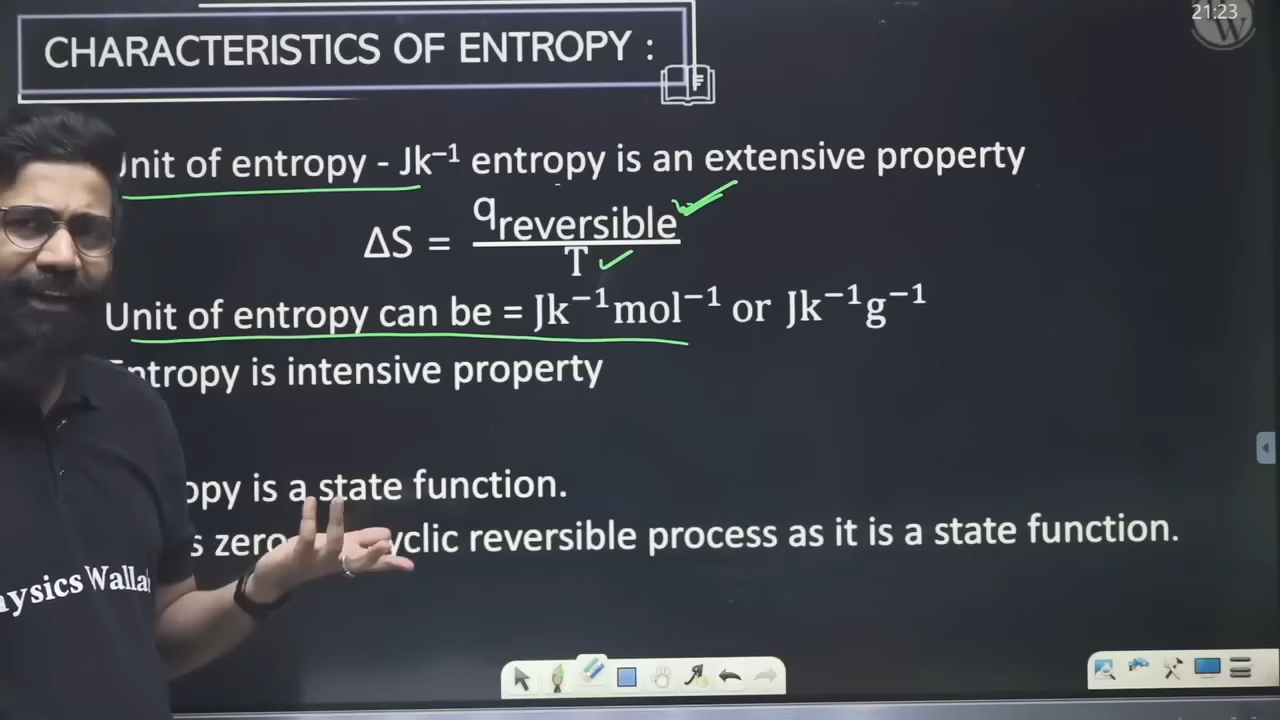 21:23
W
CHARACTERISTICS OF ENTROPY :
Unit of entropy - Jk⁻¹ entropy is an extensive property
ΔS = q reversible / T
Unit of entropy can be = Jk⁻¹mol⁻¹ or Jk⁻¹g⁻¹
Entropy is intensive property
opy is a state function.
s zero yclic reversible process as it is a state function.
ysics Walla